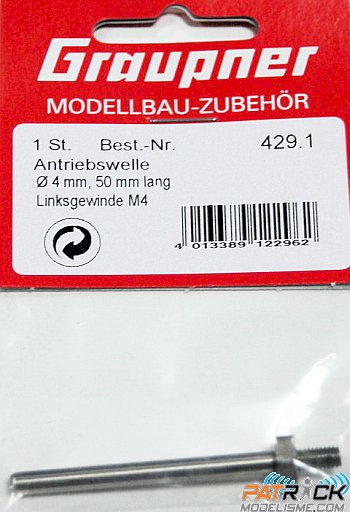 Graupner
MODELLBAU-ZUBEHÖR
1 St. Best.-Nr. 429.1
Antriebswelle
Ø 4 mm, 50 mm lang
Linksgewinde M4
4 013389 122962
PATROCK
MODELISME.COM